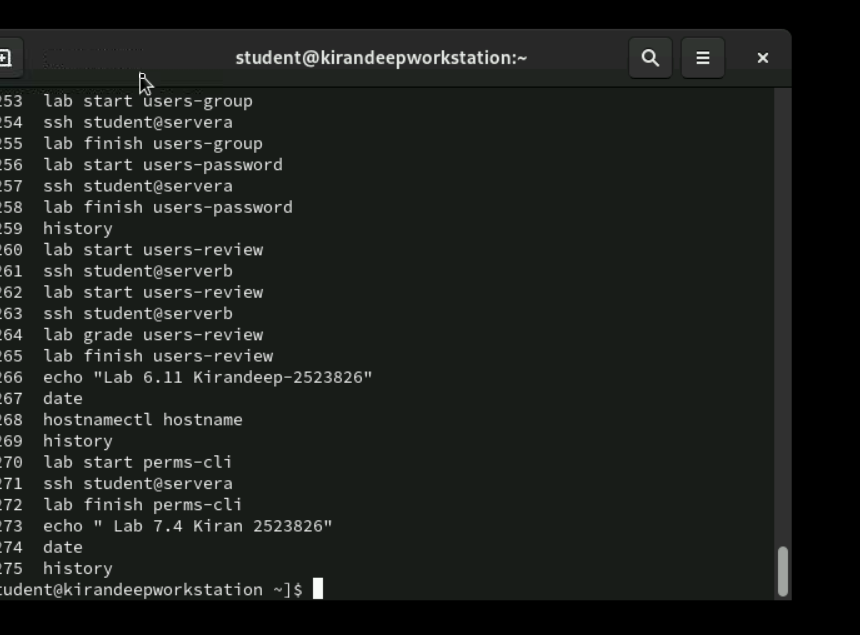 student@kirandeepworkstation:~
253 lab start users-group
254 ssh student@servera
255 lab finish users-group
256 lab start users-password
257 ssh student@servera
258 lab finish users-password
259 history
260 lab start users-review
261 ssh student@serverb
262 lab start users-review
263 ssh student@serverb
264 lab grade users-review
265 lab finish users-review
266 echo "Lab 6.11 Kirandeep-2523826"
267 date
268 hostnamectl hostname
269 history
270 lab start perms-cli
271 ssh student@servera
272 lab finish perms-cli
273 echo " Lab 7.4 Kiran 2523826"
274 date
275 history
tudent@kirandeepworkstation ~]$